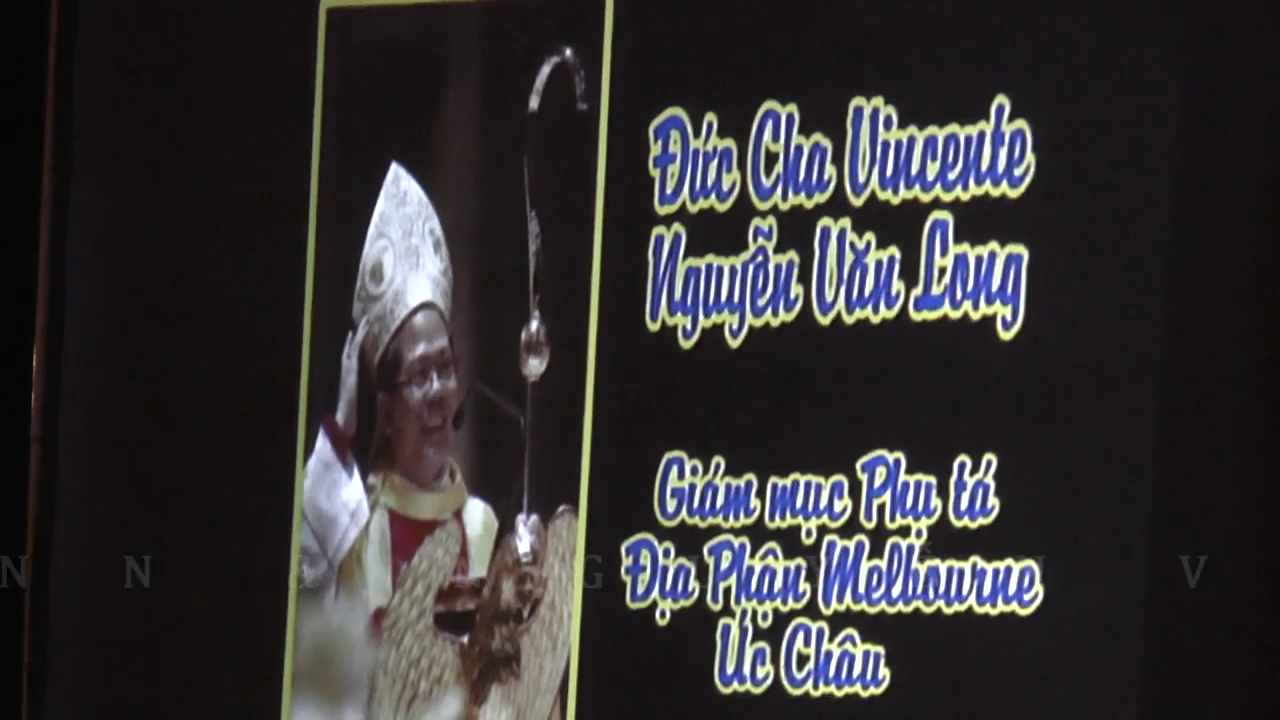 Đức Cha Vincente
Nguyễn Văn Long
Giám mục Phụ tá
Địa Phận Melbourne
Úc Châu